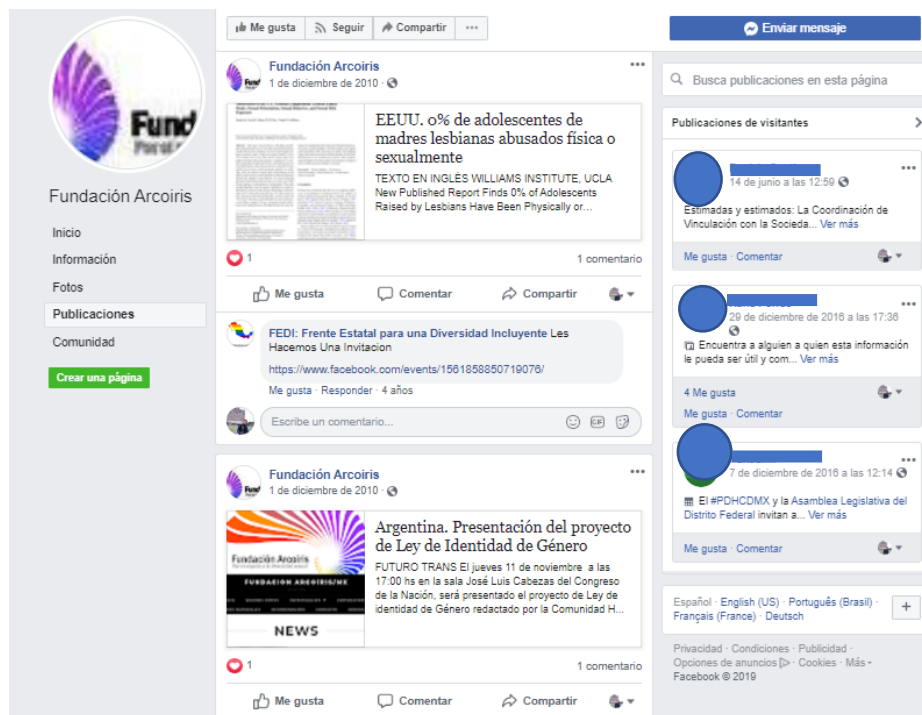 Fund
Fundación Arcoiris
Inicio
Información
Fotos
Publicaciones
Comunidad
Crear una página
Me gusta
Seguir
Compartir
Fundación Arcoiris
1 de diciembre de 2010 ·
EEUU. 0% de adolescentes de
madres lesbianas abusados física o
sexualmente
TEXTO EN INGLÉS WILLIAMS INSTITUTE, UCLA
New Published Report Finds 0% of Adolescents
Raised by Lesbians Have Been Physically or...
1
1 comentario
Me gusta
Comentar
Compartir
FEDI: Frente Estatal para una Diversidad Incluyente Les
Hacemos Una Invitacion
https://www.facebook.com/events/1561858850719076/
Me gusta · Responder · 4 años
Escribe un comentario...
GIF
Fundación Arcoiris
1 de diciembre de 2010 ·
Fundación Arcoiris
FUNDACION ARCOIRIS/MX
NEWS
Argentina. Presentación del proyecto
de Ley de Identidad de Género
FUTURO TRANS El jueves 11 de noviembre a las
17:00 hs en la sala José Luis Cabezas del Congreso
de la Nación, será presentado el proyecto de Ley de
identidad de Género redactado por la Comunidad H...
1
1 comentario
Me gusta
Comentar
Compartir
Enviar mensaje
Busca publicaciones en esta página
Publicaciones de visitantes
14 de junio a las 12:59
Estimadas y estimados: La Coordinación de
Vinculación con la Socieda... Ver más
Me gusta · Comentar
29 de diciembre de 2016 a las 17:36
Encuentra a alguien a quien esta información
le pueda ser útil y com... Ver más
4 Me gusta
Me gusta · Comentar
7 de diciembre de 2016 a las 12:14
El #PDHCDMX y la Asamblea Legislativa del
Distrito Federal invitan a... Ver más
Me gusta · Comentar
Español · English (US) · Português (Brasil) ·
Français (France) · Deutsch
Privacidad · Condiciones · Publicidad ·
Opciones de anuncios · Cookies · Más
Facebook © 2019